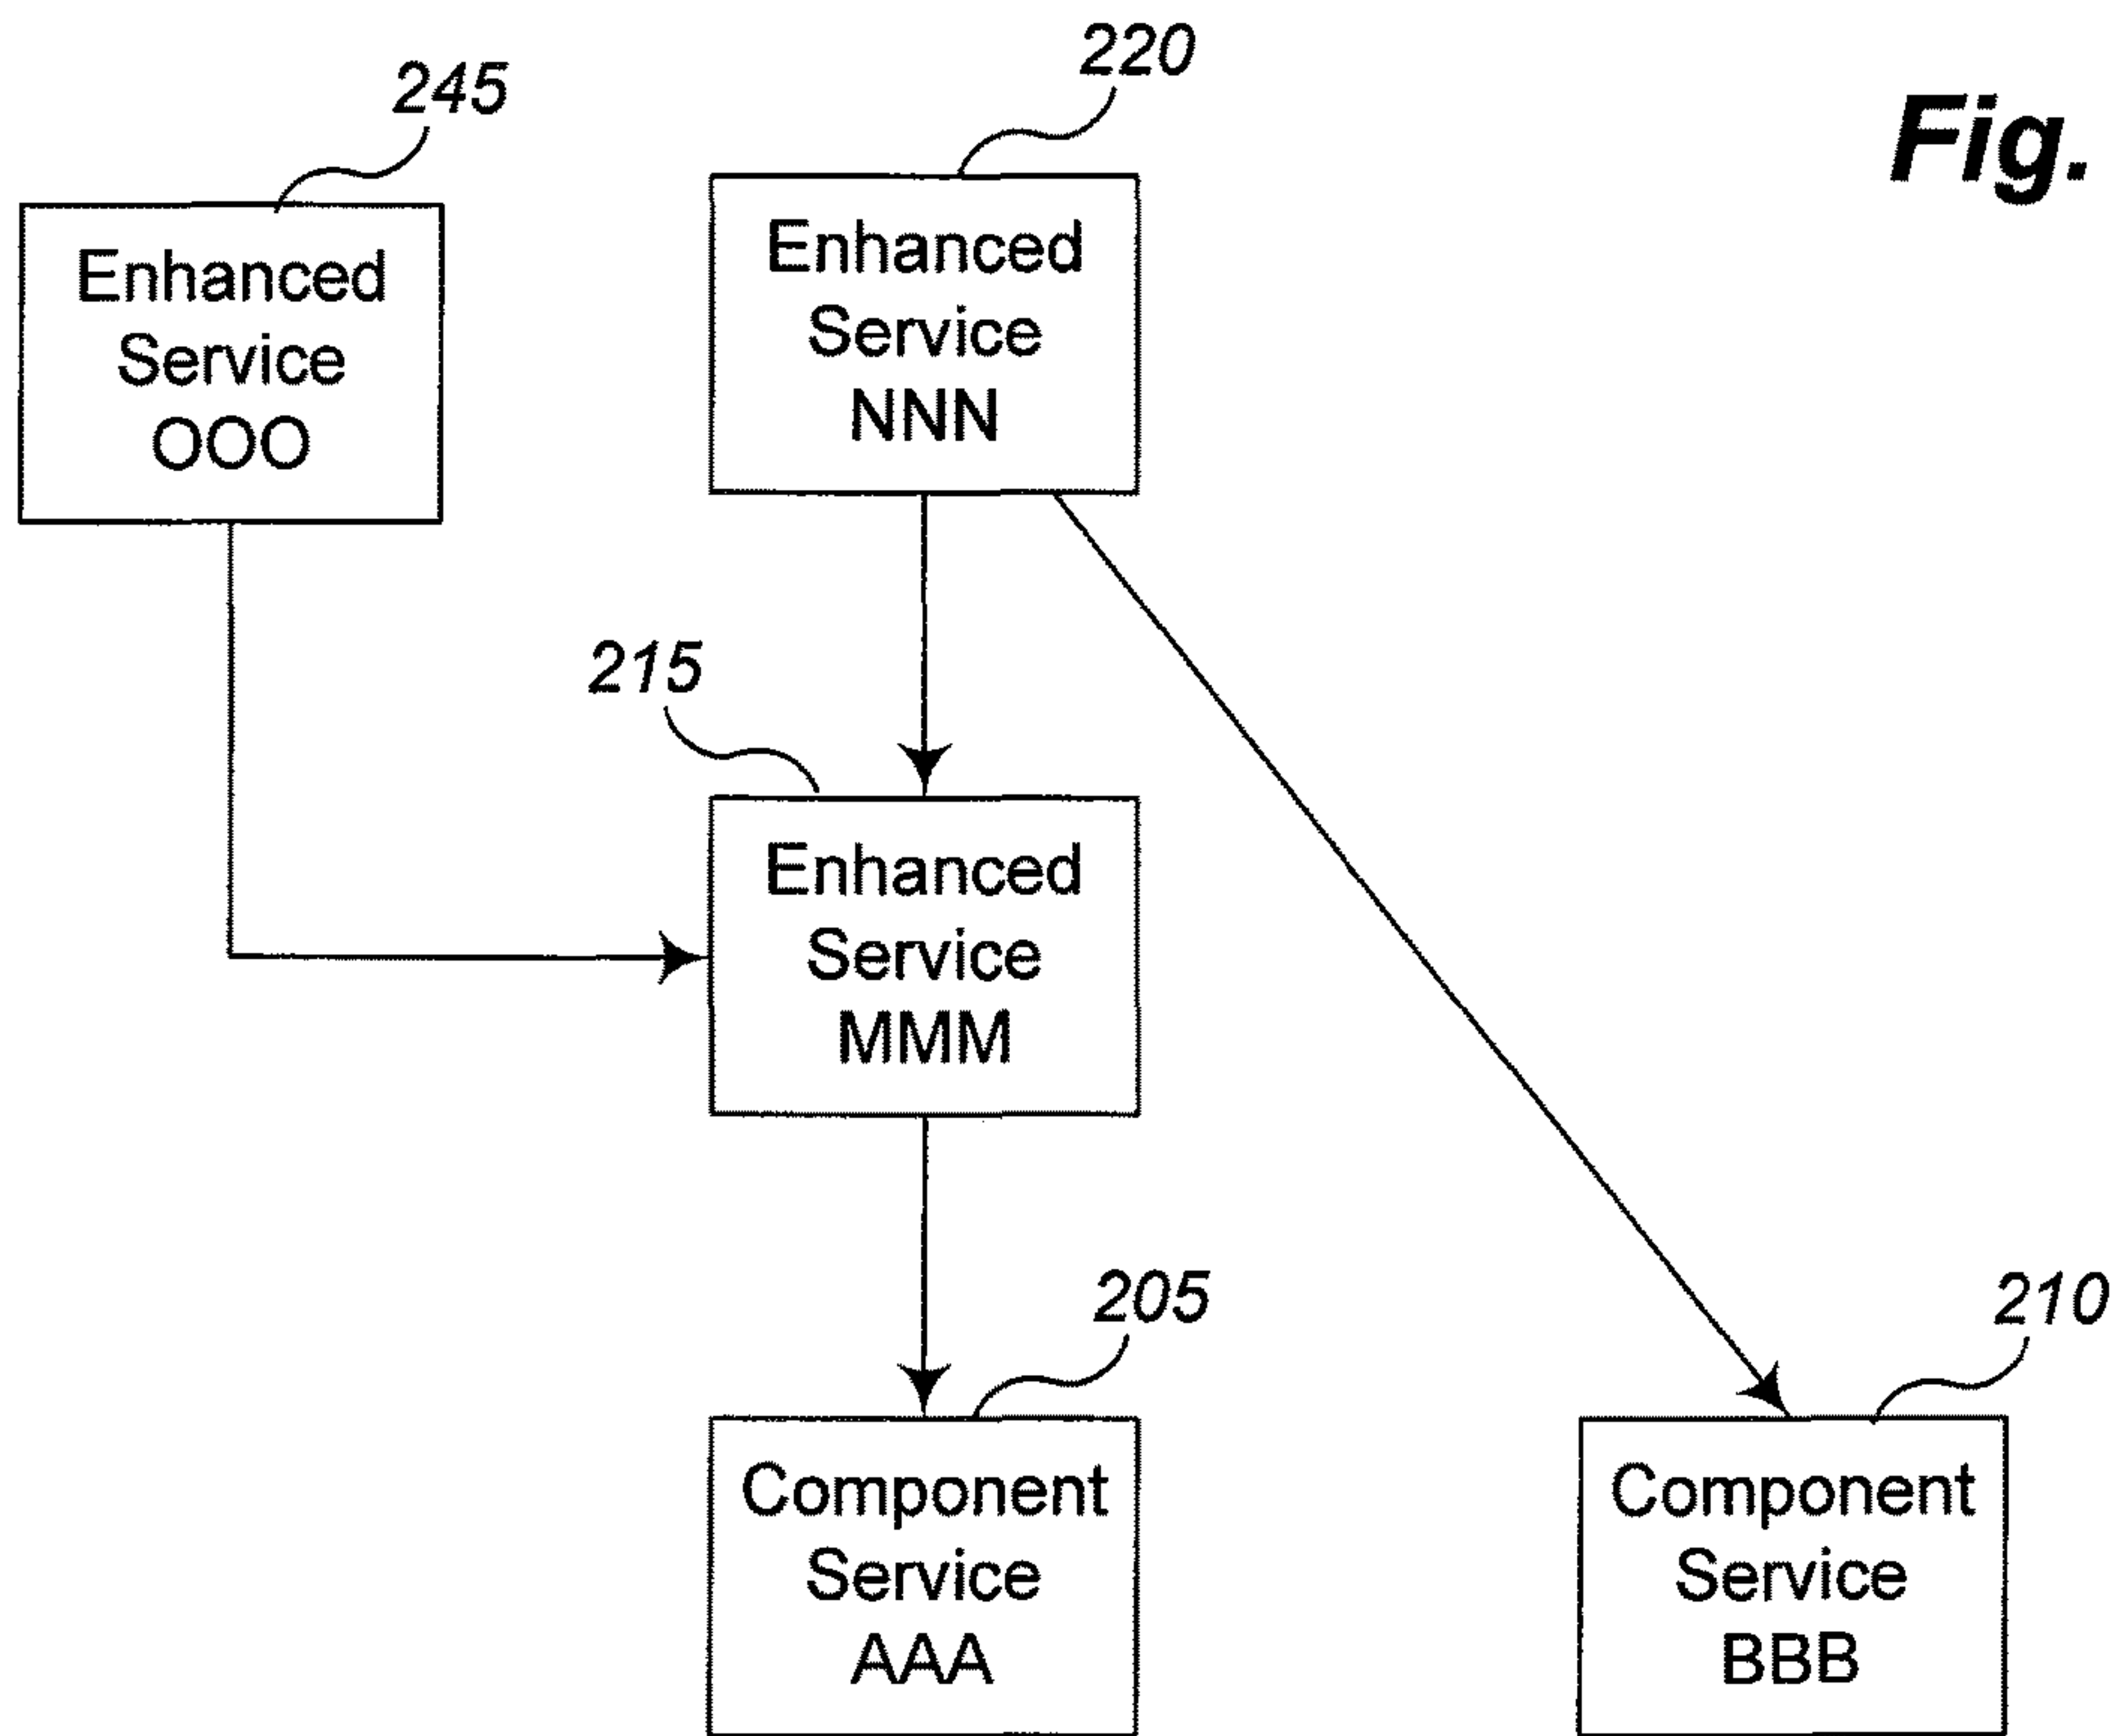 220
245
Fig.
Enhanced
Service
NNN
Enhanced
Service
OOO
215
Enhanced
Service
MMM
205
210
Component
Service
AAA
Component
Service
BBB